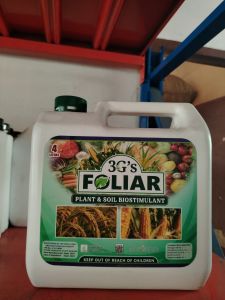 3G's
FOLIAR
PLANT & SOIL BIOSTIMULANT
KEEP OUT OF REACH OF CHILDREN